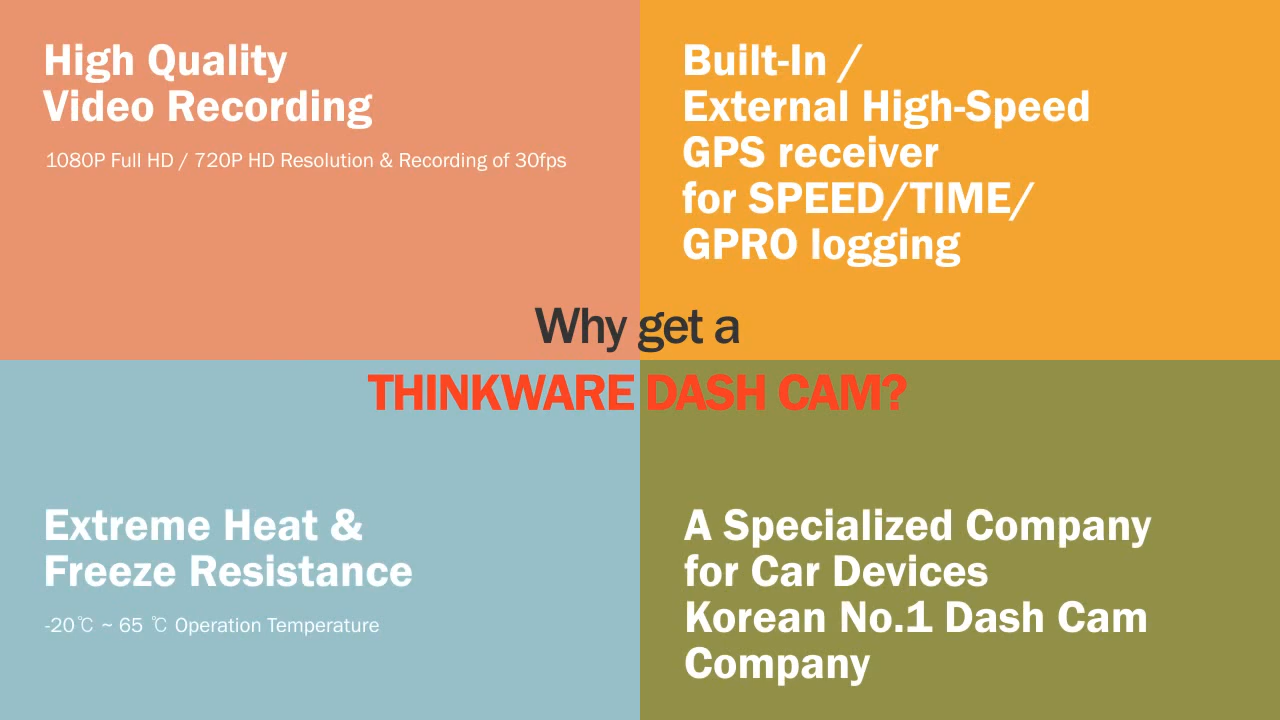 High Quality
Video Recording
1080P Full HD / 720P HD Resolution & Recording of 30fps
Built-In /
External High-Speed
GPS receiver
for SPEED/TIME/
GPRO logging
Why get a
THINKWARE DASH CAM?
Extreme Heat &
Freeze Resistance
-20℃ ~ 65 ℃ Operation Temperature
A Specialized Company
for Car Devices
Korean No.1 Dash Cam
Company